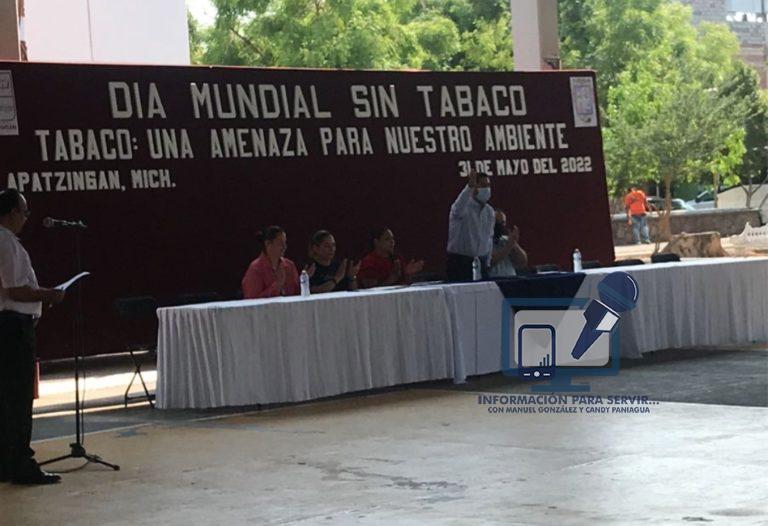 DIA MUNDIAL SIN TABACO
TABACO: UNA AMENAZA PARA NUESTRO AMBIENTE
APATZINGAN, MICH. 31 DE MAYO DEL 2022
INFORMACIÓN PARA SERVIR...
CON MANUEL GONZÁLEZ Y CANDY PANIAGUA